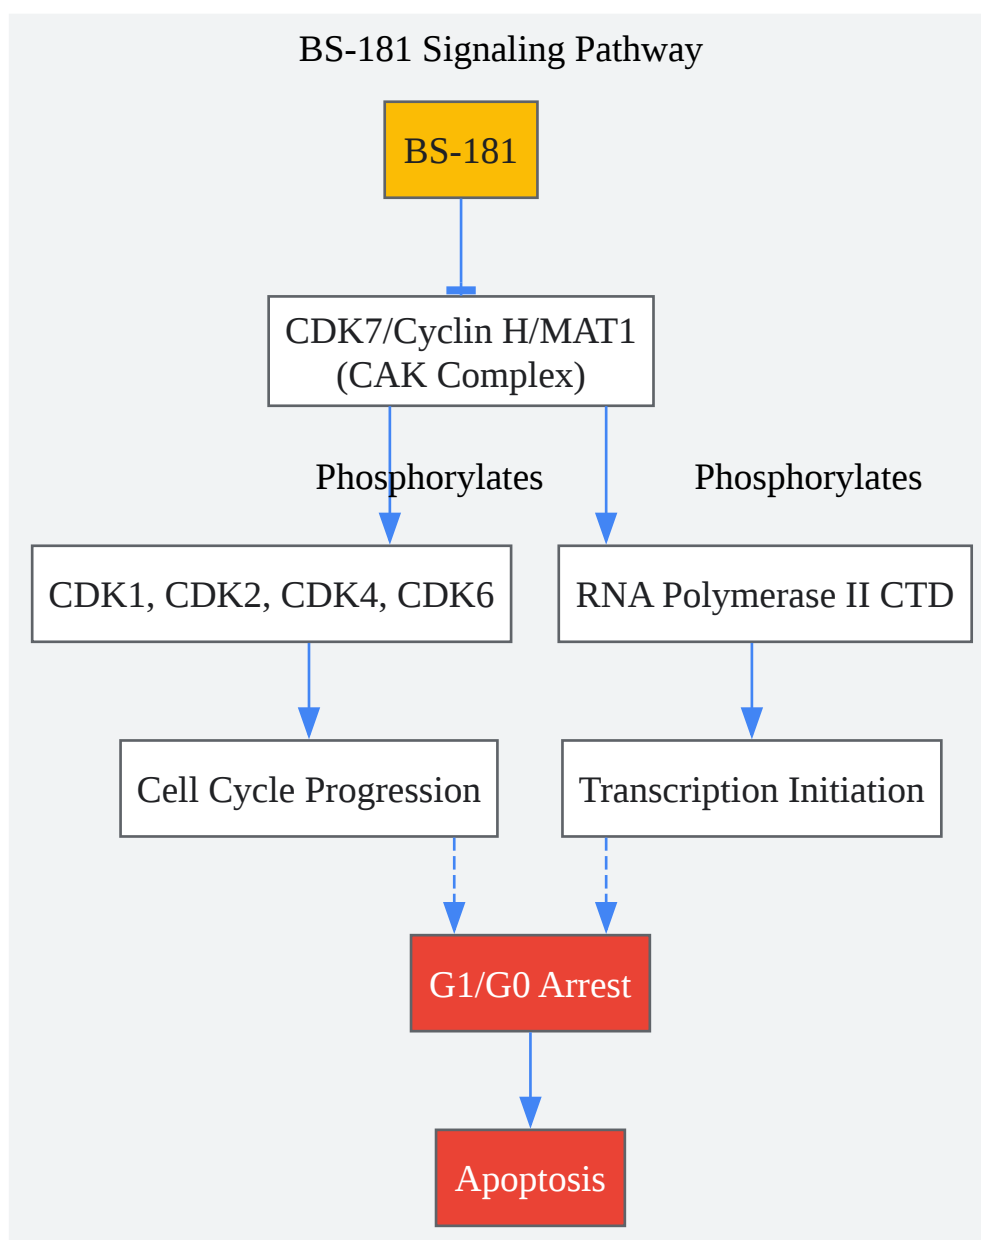 BS-181 Signaling Pathway
BS-181
CDK7/Cyclin H/MAT1
(CAK Complex)
Phosphorylates
Phosphorylates
CDK1, CDK2, CDK4, CDK6
RNA Polymerase II CTD
Cell Cycle Progression
Transcription Initiation
G1/G0 Arrest
Apoptosis